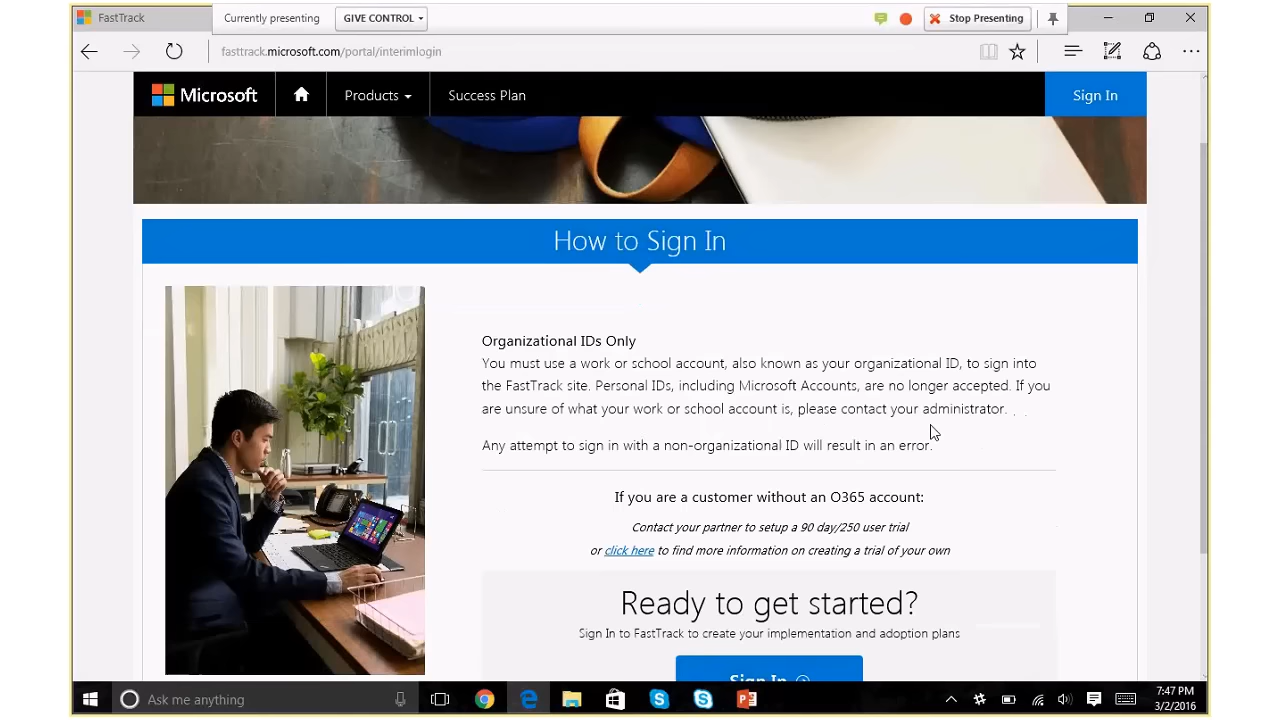 FastTrack
Currently presenting
GIVE CONTROL
Stop Presenting
fasttrack.microsoft.com/portal/interimlogin
Microsoft
Products
Success Plan
Sign In
How to Sign In
Organizational IDs Only
You must use a work or school account, also known as your organizational ID, to sign into
the FastTrack site. Personal IDs, including Microsoft Accounts, are no longer accepted. If you
are unsure of what your work or school account is, please contact your administrator. . .
Any attempt to sign in with a non-organizational ID will result in an error.
If you are a customer without an O365 account:
Contact your partner to setup a 90 day/250 user trial
or click here to find more information on creating a trial of your own
Ready to get started?
Sign In to FastTrack to create your implementation and adoption plans
Sign In
Ask me anything
7:47 PM
3/2/2016